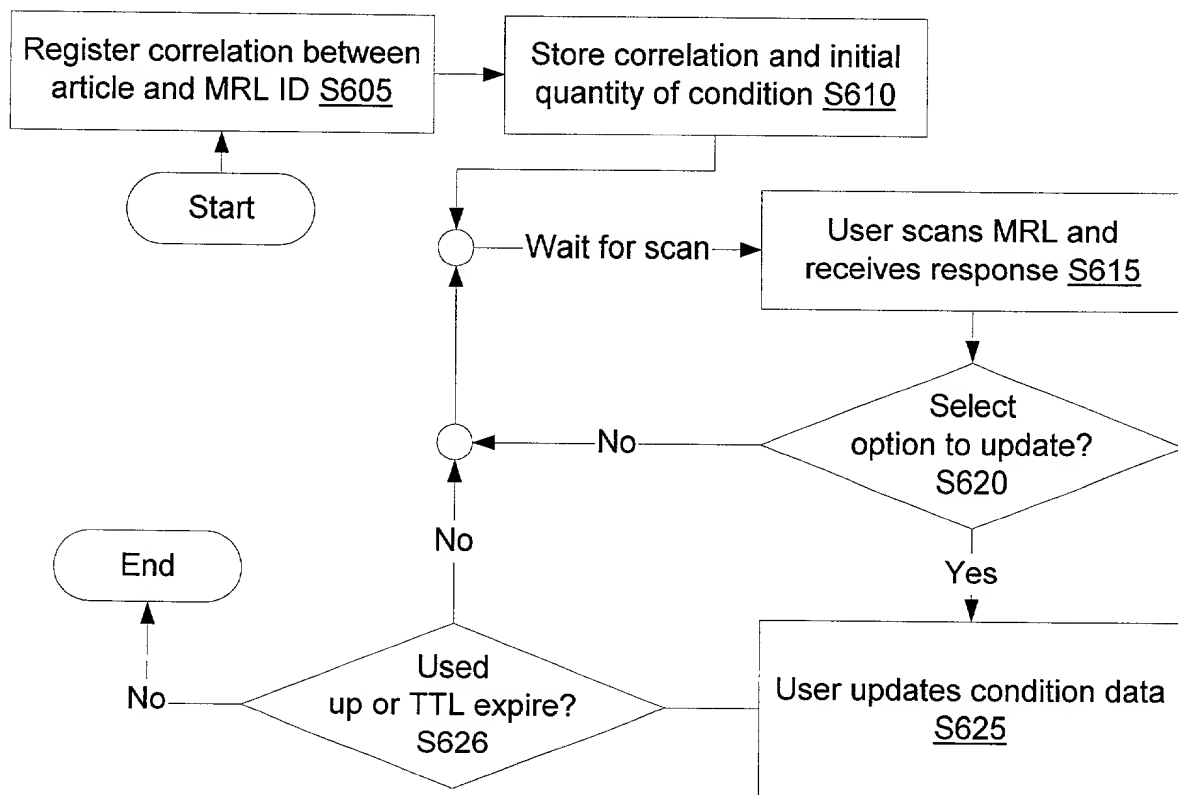 Register correlation between
article and MRL ID S605
Store correlation and initial
quantity of condition S610
Start
Wait for scan
User scans MRL and
receives response S615
Select
option to update?
S620
No
Yes
No
End
No
Used
up or TTL expire?
S626
User updates condition data
S625